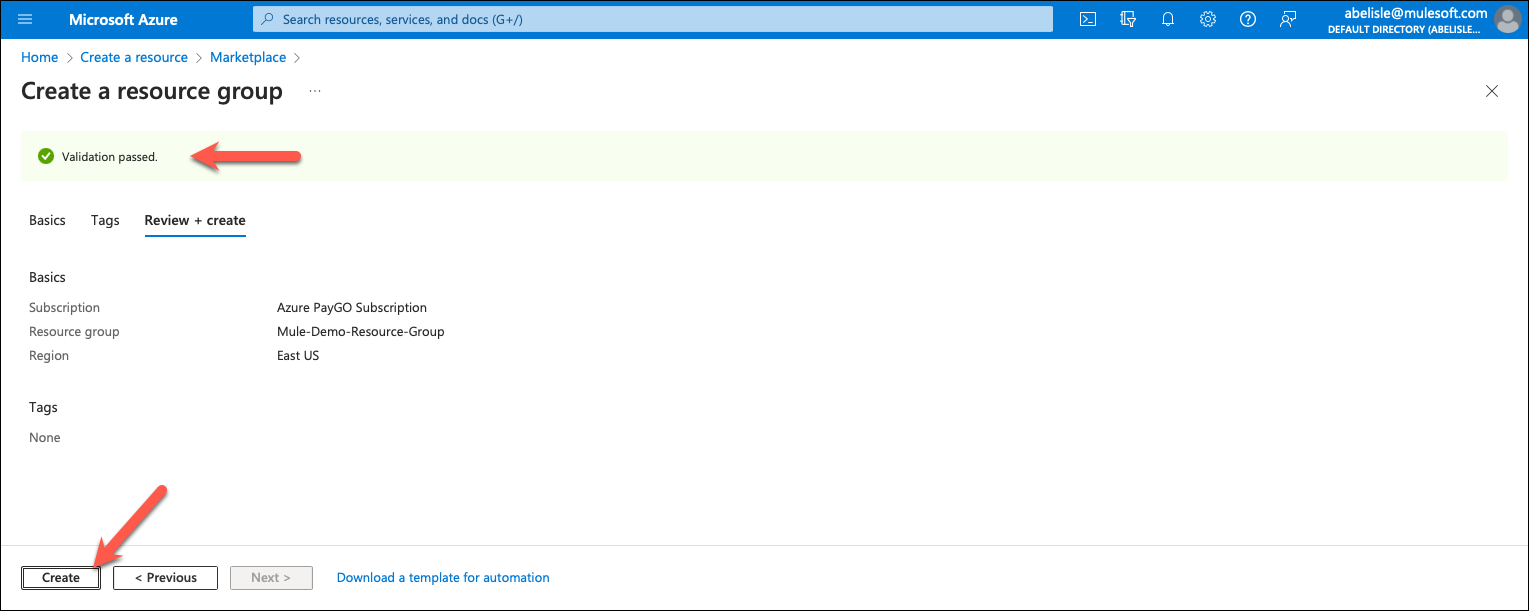 Microsoft Azure
Search resources, services, and docs (G+/)
abelisle@mulesoft.com
DEFAULT DIRECTORY (ABELISLE...
Home > Create a resource > Marketplace >
Create a resource group ...
Validation passed.
Basics Tags Review + create
Basics
Subscription Azure PayGO Subscription
Resource group Mule-Demo-Resource-Group
Region East US
Tags
None
Create < Previous Next > Download a template for automation